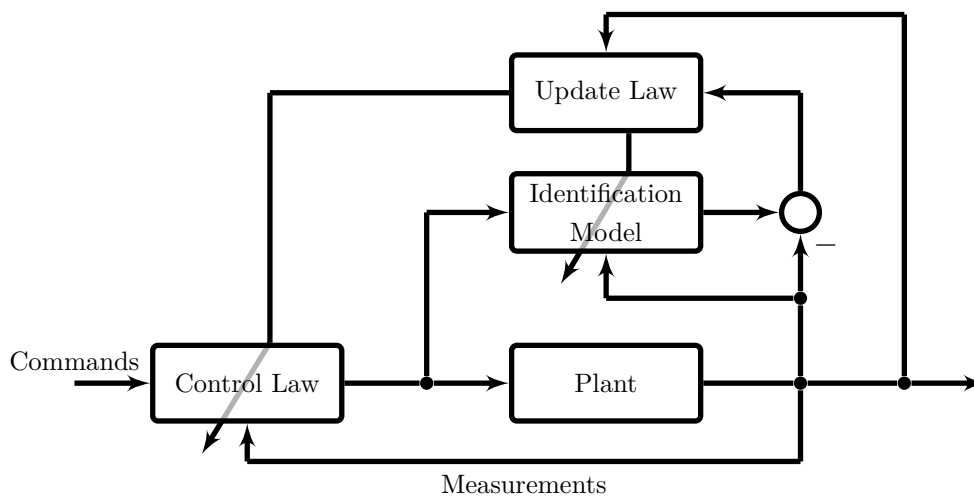 Update Law
Identification
Model
−
Commands
Control Law
Plant
Measurements